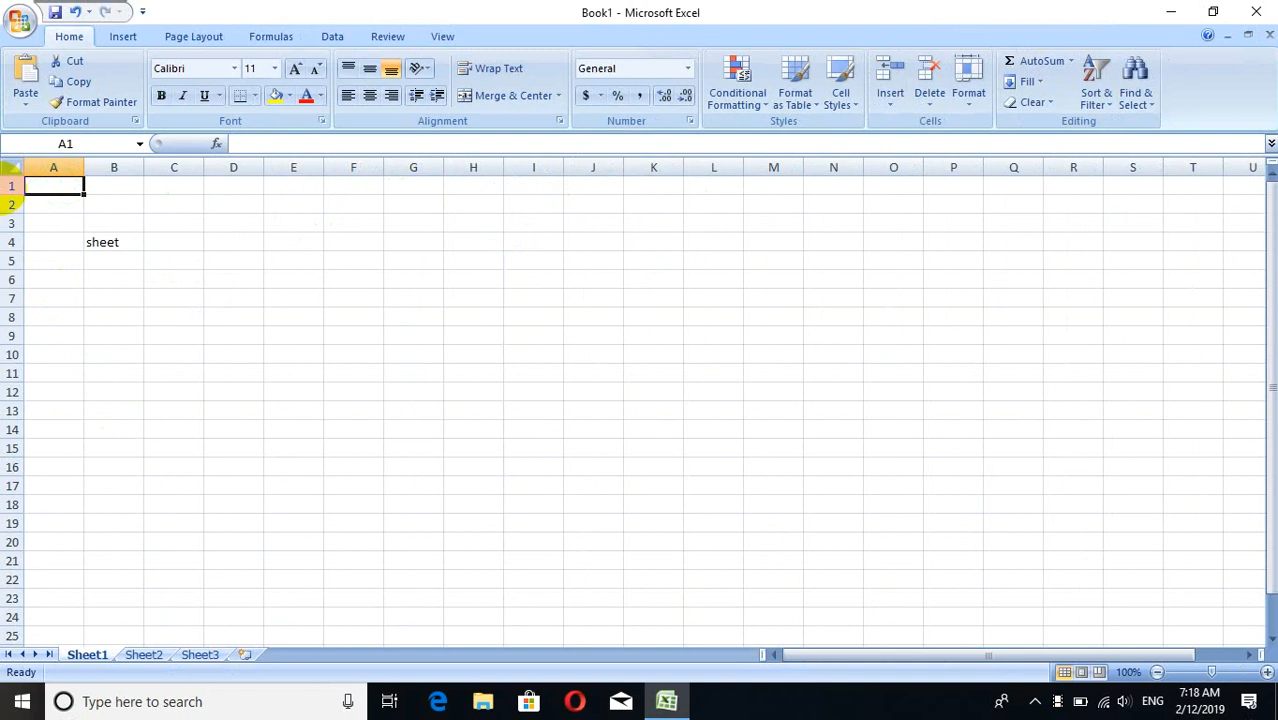 Book1 - Microsoft Excel
Home Insert Page Layout Formulas Data Review View
Paste
Cut
Copy
Format Painter
Clipboard
Calibri 11
B I U A
Font
Wrap Text
Merge & Center
Alignment
General
$ % , .0 .00 .00 .0
Number
Conditional Formatting
Format as Table
Cell Styles
Styles
Insert Delete Format
Cells
Σ AutoSum
Fill
Clear
Sort & Filter
Find & Select
Editing
A1 fx
A B C D E F G H I J K L M N O P Q R S T U
1
2
3
4 sheet
5
6
7
8
9
10
11
12
13
14
15
16
17
18
19
20
21
22
23
24
25
Sheet1 Sheet2 Sheet3
Ready 100%
Type here to search
ENG
7:18 AM
2/12/2019